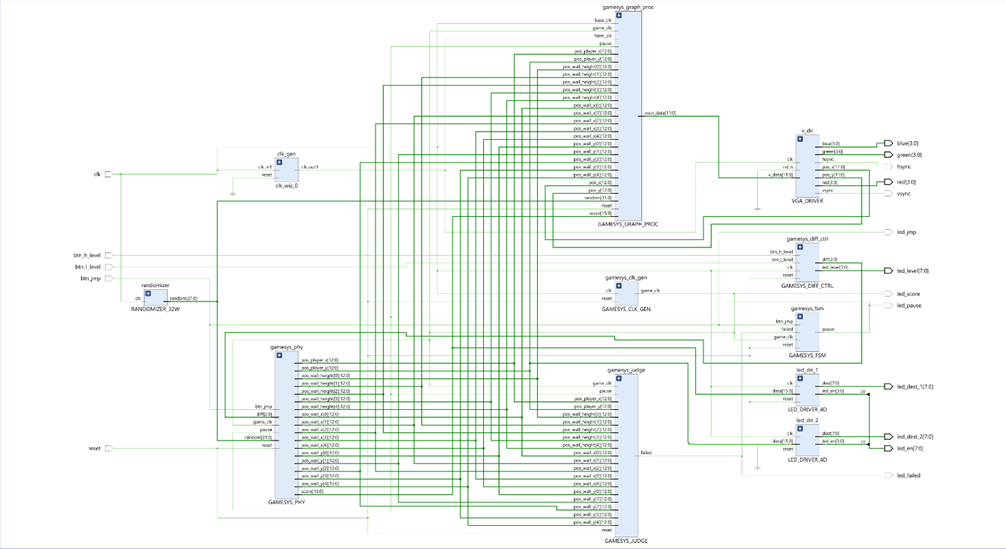 gamesys_graph_proc
base_clk
game_clk
mem_clk
pause
pos_player_x[12:0]
pos_player_y[12:0]
pos_wall_height[0][12:0]
pos_wall_height[1][12:0]
pos_wall_height[2][12:0]
pos_wall_height[3][12:0]
pos_wall_height[4][12:0]
pos_wall_x[0][12:0]
pos_wall_x[1][12:0]
pos_wall_x[2][12:0]
pos_wall_x[3][12:0]
pos_wall_x[4][12:0]
pos_wall_y[0][12:0]
pos_wall_y[1][12:0]
pos_wall_y[2][12:0]
pos_wall_y[3][12:0]
pos_wall_y[4][12:0]
pos_x[12:0]
pos_y[12:0]
random[31:0]
reset
score[15:0]
vout_data[11:0]
GAMESYS_GRAPH_PROC
clk
clk_gen
clk_in1
reset
clk_out1
clk_wiz_0
v_dri
clk
rst_n
v_data[11:0]
blue[3:0]
green[3:0]
hsync
pos_x[11:0]
pos_y[11:0]
red[3:0]
vsync
VGA_DRIVER
blue[3:0]
green[3:0]
hsync
red[3:0]
vsync
led_jmp
btn_h_level
btn_l_level
btn_jmp
randomizer
clk
random[31:0]
RANDOMIZER_32W
gamesys_diff_ctrl
btn_h_level
btn_l_level
clk
reset
diff[2:0]
led_level[7:0]
GAMESYS_DIFF_CTRL
led_level[7:0]
led_score
led_pause
gamesys_clk_gen
clk
reset
game_clk
GAMESYS_CLK_GEN
gamesys_fsm
btn_jmp
failed
game_clk
reset
pause
GAMESYS_FSM
gamesys_phy
btn_jmp
diff[2:0]
game_clk
pause
random[31:0]
reset
pos_player_x[12:0]
pos_player_y[12:0]
pos_wall_height[0][12:0]
pos_wall_height[1][12:0]
pos_wall_height[2][12:0]
pos_wall_height[3][12:0]
pos_wall_height[4][12:0]
pos_wall_x[0][12:0]
pos_wall_x[1][12:0]
pos_wall_x[2][12:0]
pos_wall_x[3][12:0]
pos_wall_x[4][12:0]
pos_wall_y[0][12:0]
pos_wall_y[1][12:0]
pos_wall_y[2][12:0]
pos_wall_y[3][12:0]
pos_wall_y[4][12:0]
score[15:0]
GAMESYS_PHY
reset
gamesys_judge
game_clk
pause
pos_player_x[12:0]
pos_player_y[12:0]
pos_wall_height[0][12:0]
pos_wall_height[1][12:0]
pos_wall_height[2][12:0]
pos_wall_height[3][12:0]
pos_wall_height[4][12:0]
pos_wall_x[0][12:0]
pos_wall_x[1][12:0]
pos_wall_x[2][12:0]
pos_wall_x[3][12:0]
pos_wall_x[4][12:0]
pos_wall_y[0][12:0]
pos_wall_y[1][12:0]
pos_wall_y[2][12:0]
pos_wall_y[3][12:0]
pos_wall_y[4][12:0]
reset
failed
GAMESYS_JUDGE
led_dri_1
clk
data[15:0]
reset
dest[7:0]
led_en[3:0]
LED_DRIVER_4D
led_dest_1[7:0]
led_dri_2
clk
data[15:0]
reset
dest[7:0]
led_en[3:0]
LED_DRIVER_4D
led_dest_2[7:0]
led_en[7:0]
led_failed